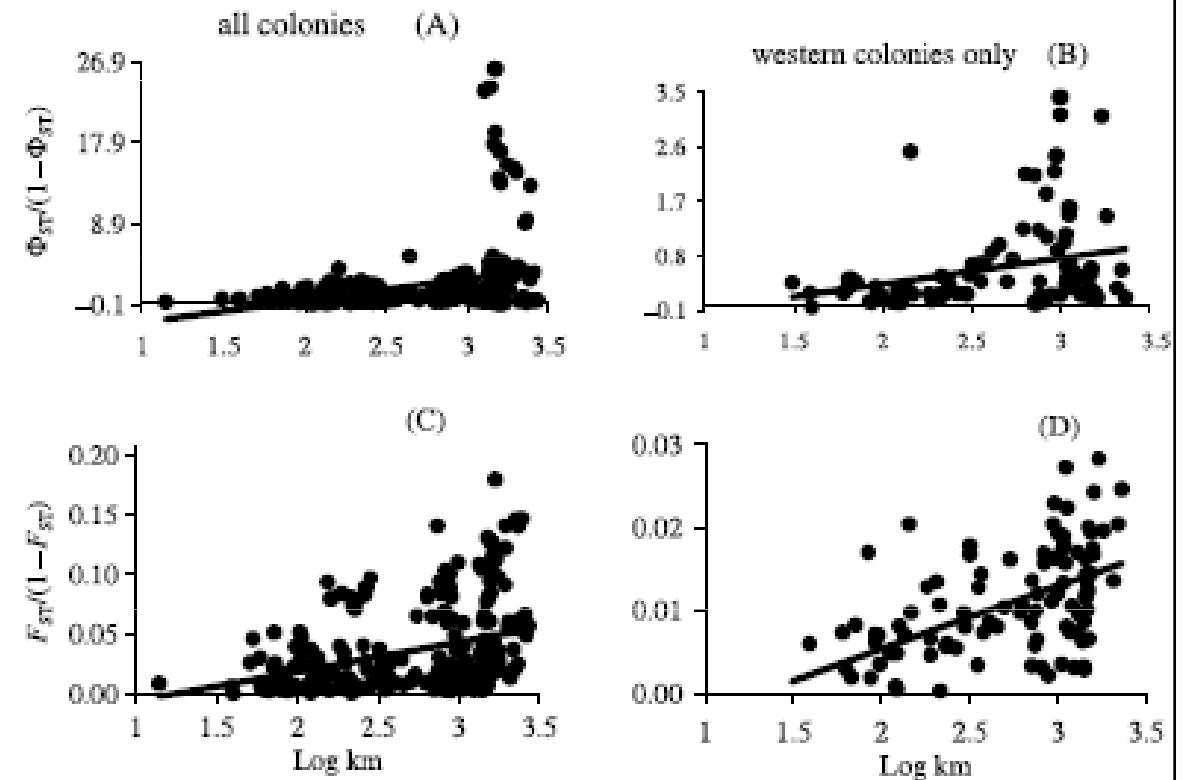 all colonies (A)
26.9
17.9
8.9
–0.1
1 1.5 2 2.5 3 3.5
Φ_ST/(1–Φ_ST)
western colonies only (B)
3.5
2.6
1.7
0.8
–0.1
1 1.5 2 2.5 3 3.5
(C)
0.20
0.15
0.10
0.05
0.00
1 1.5 2 2.5 3 3.5
F_ST/(1–F_ST)
Log km
(D)
0.03
0.02
0.01
0.00
1 1.5 2 2.5 3 3.5
Log km